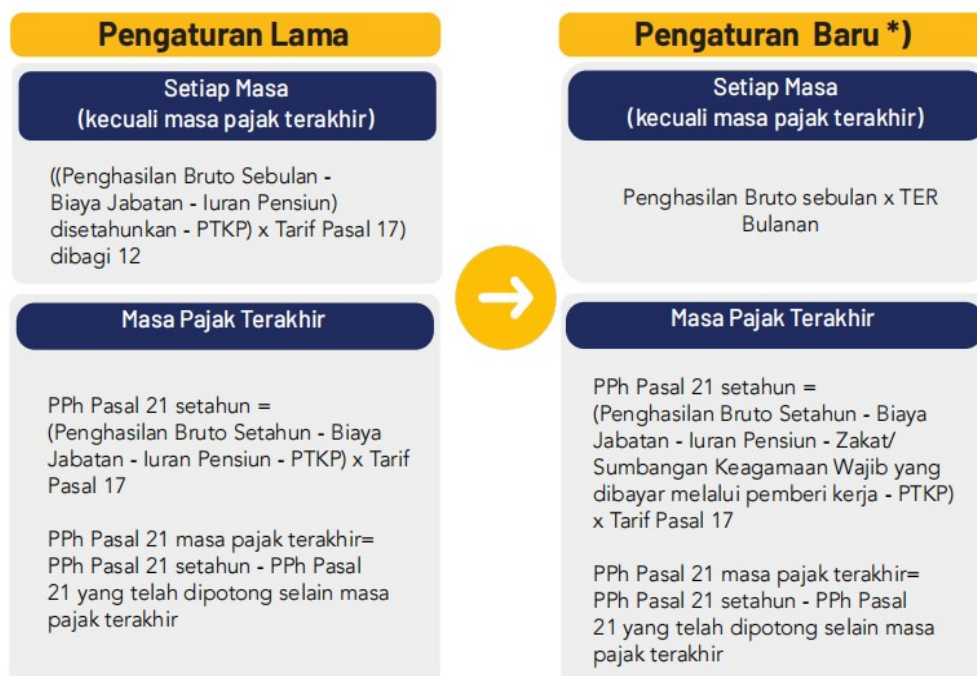 Pengaturan Lama
Setiap Masa
(kecuali masa pajak terakhir)
((Penghasilan Bruto Sebulan -
Biaya Jabatan - Iuran Pensiun)
disetahunkan - PTKP) x Tarif Pasal 17)
dibagi 12
Masa Pajak Terakhir
PPh Pasal 21 setahun =
(Penghasilan Bruto Setahun - Biaya
Jabatan - Iuran Pensiun - PTKP) x Tarif
Pasal 17
PPh Pasal 21 masa pajak terakhir=
PPh Pasal 21 setahun - PPh Pasal
21 yang telah dipotong selain masa
pajak terakhir
Pengaturan Baru *)
Setiap Masa
(kecuali masa pajak terakhir)
Penghasilan Bruto sebulan x TER
Bulanan
Masa Pajak Terakhir
PPh Pasal 21 setahun =
(Penghasilan Bruto Setahun - Biaya
Jabatan - Iuran Pensiun - Zakat/
Sumbangan Keagamaan Wajib yang
dibayar melalui pemberi kerja - PTKP)
x Tarif Pasal 17
PPh Pasal 21 masa pajak terakhir=
PPh Pasal 21 setahun - PPh Pasal
21 yang telah dipotong selain masa
pajak terakhir